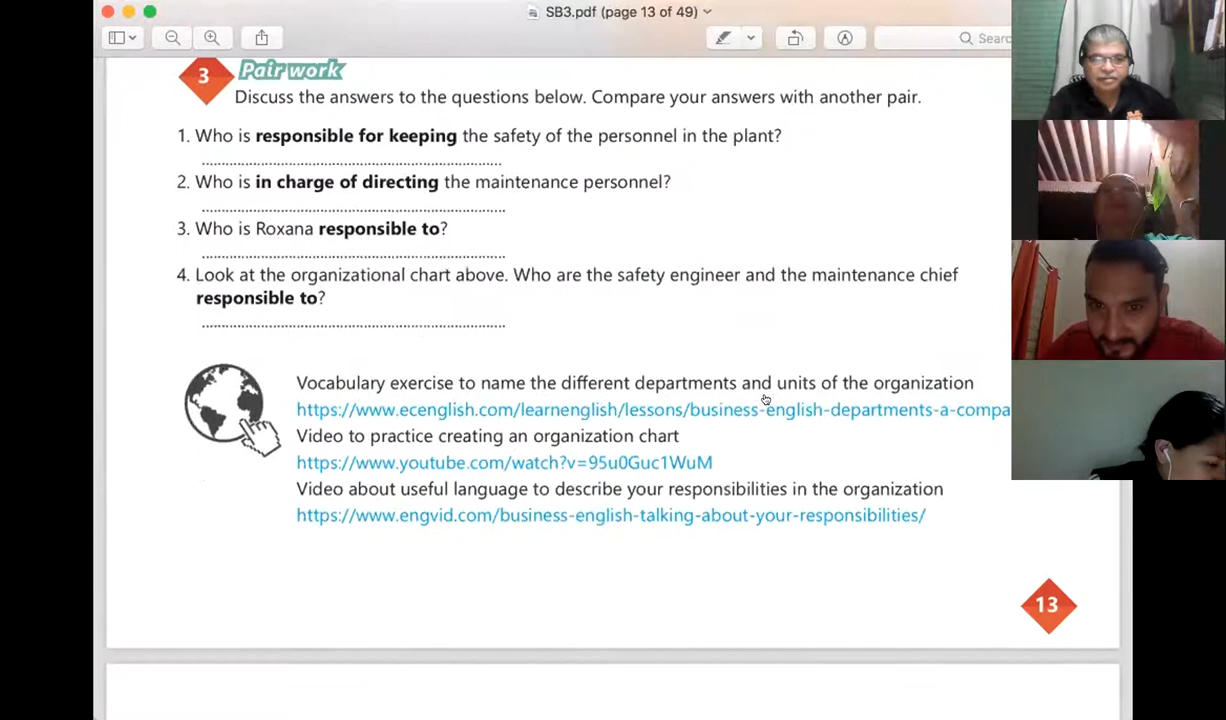 SB3.pdf (page 13 of 49)
Searc
3 Pair work
Discuss the answers to the questions below. Compare your answers with another pair.
1. Who is responsible for keeping the safety of the personnel in the plant?
2. Who is in charge of directing the maintenance personnel?
3. Who is Roxana responsible to?
4. Look at the organizational chart above. Who are the safety engineer and the maintenance chief
responsible to?
Vocabulary exercise to name the different departments and units of the organization
https://www.ecenglish.com/learnenglish/lessons/business-english-departments-a-compa
Video to practice creating an organization chart
https://www.youtube.com/watch?v=95u0Guc1WuM
Video about useful language to describe your responsibilities in the organization
https://www.engvid.com/business-english-talking-about-your-responsibilities/
13